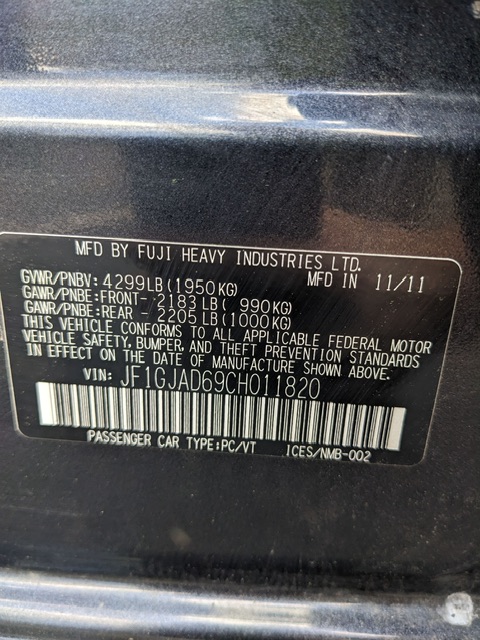 MFD BY FUJI HEAVY INDUSTRIES LTD.
GVWR/PNBV: 4299LB(1950KG) MFD IN 11/11
GAWR/PNBE:FRONT- 2183LB( 990KG)
GAWR/PNBE:REAR - 2205LB(1000KG)
THIS VEHICLE CONFORMS TO ALL APPLICABLE FEDERAL MOTOR
VEHICLE SAFETY, BUMPER, AND THEFT PREVENTION STANDARDS
IN EFFECT ON THE DATE OF MANUFACTURE SHOWN ABOVE.
VIN: JF1GJAD69CH011820
PASSENGER CAR TYPE:PC/VT ICES/NMB-002